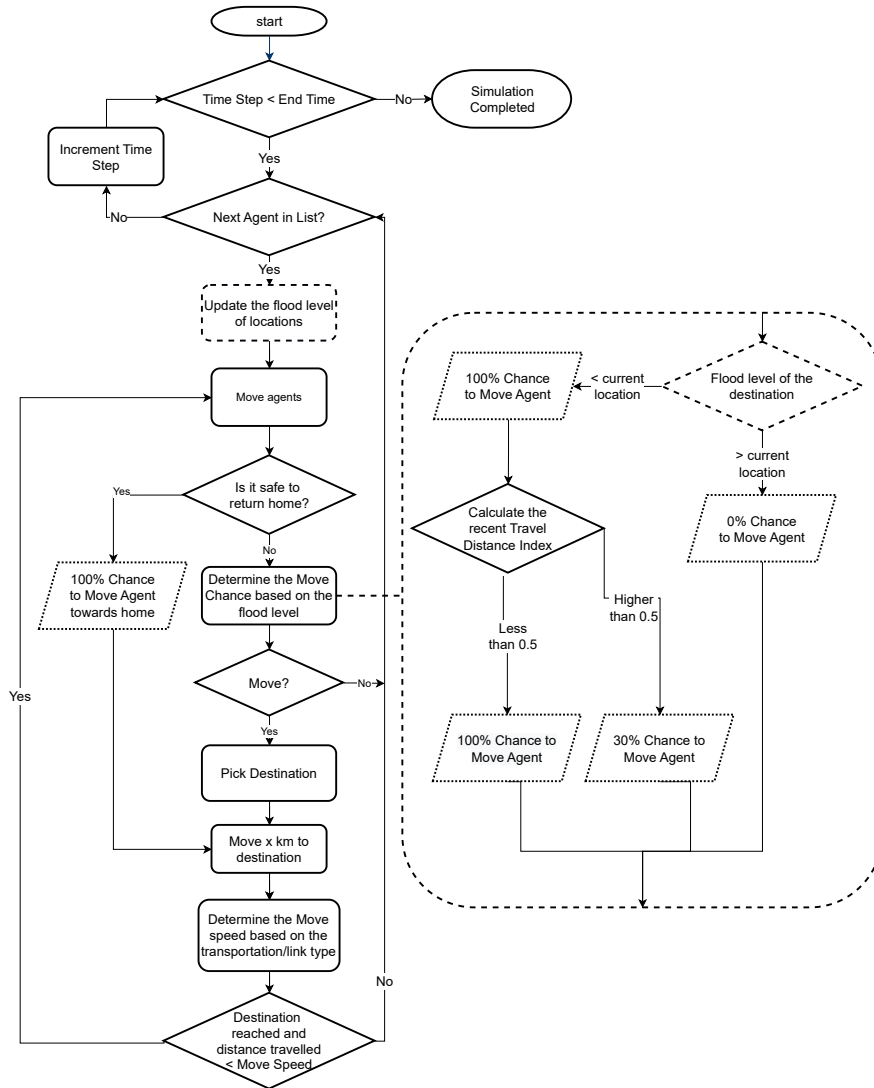 start
Time Step < End Time
No
Simulation
Completed
Increment Time
Step
Yes
Next Agent in List?
No
Yes
Update the flood level
of locations
Move agents
Is it safe to
return home?
Yes
No
100% Chance
to Move Agent
towards home
Determine the Move
Chance based on the
flood level
Move?
No
Yes
Yes
Pick Destination
Move x km to
destination
Determine the Move
speed based on the
transportation/link type
No
Destination
reached and
distance travelled
< Move Speed
Flood level of the
destination
< current
location
100% Chance
to Move Agent
> current
location
0% Chance
to Move Agent
Calculate the
recent Travel
Distance Index
Less
than 0.5
Higher
than 0.5
100% Chance to
Move Agent
30% Chance to
Move Agent